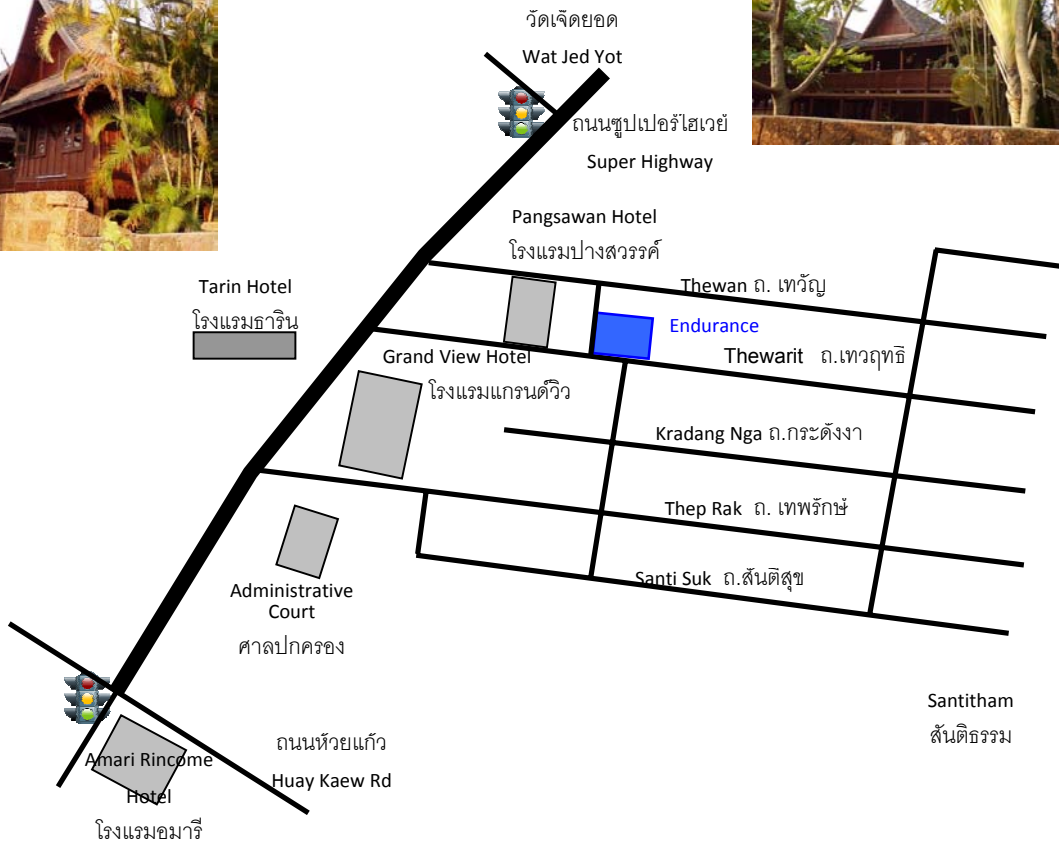 วัดเจ็ดยอด
Wat Jed Yot
ถนนซุปเปอร์ไฮเวย์
Super Highway
Pangsawan Hotel
โรงแรมปางสวรรค์
Thewan ถ. เทวัญ
Tarin Hotel
โรงแรมธาริน
Endurance
Grand View Hotel
Thewarit ถ.เทวฤทธิ์
โรงแรมแกรนด์วิว
Kradang Nga ถ.กระดังงา
Thep Rak ถ. เทพรักษ์
Santi Suk ถ.สันติสุข
Administrative
Court
ศาลปกครอง
Santitham
สันติธรรม
ถนนห้วยแก้ว
Huay Kaew Rd
Amari Rincome
Hotel
โรงแรมอมารี